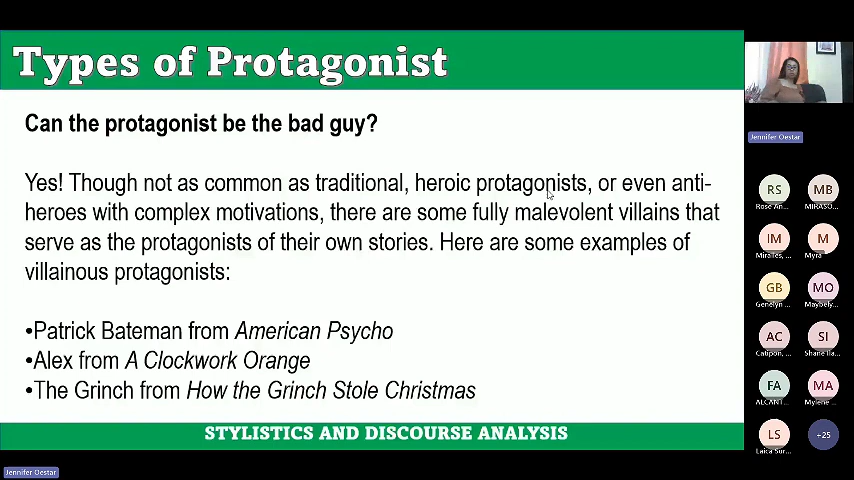 Types of Protagonist
Can the protagonist be the bad guy?
Yes! Though not as common as traditional, heroic protagonists, or even anti-
heroes with complex motivations, there are some fully malevolent villains that
serve as the protagonists of their own stories. Here are some examples of
villainous protagonists:
•Patrick Bateman from American Psycho
•Alex from A Clockwork Orange
•The Grinch from How the Grinch Stole Christmas
STYLISTICS AND DISCOURSE ANALYSIS
Jennifer Oestar
Jennifer Oestar
RS
MB
Rose An...
MIRASO...
IM
M
Miralles, ...
Myra
GB
MO
Genelyn ...
Maybely...
AC
SI
Catipon, ...
Shane Ila...
FA
MA
ALCANT...
Mylene ...
LS
+25
Laica Sur...